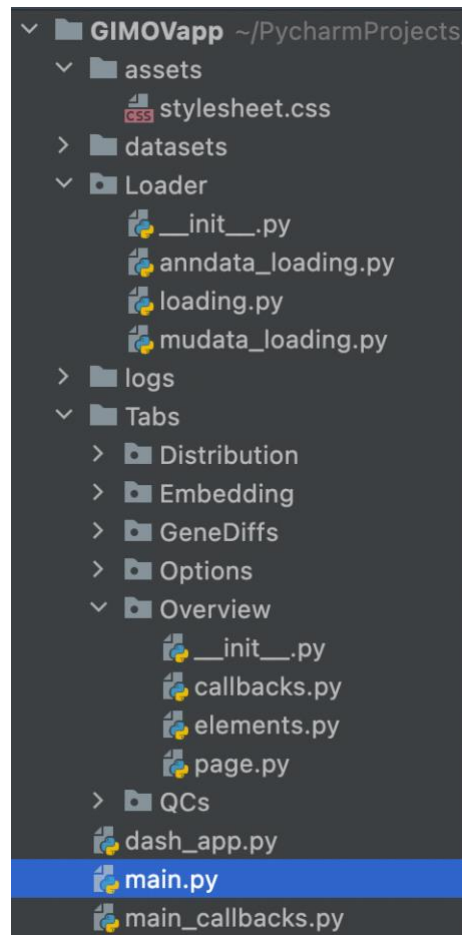 GIMOVapp ~/PycharmProjects
assets
CSS stylesheet.css
datasets
Loader
__init__.py
anndata_loading.py
loading.py
mudata_loading.py
logs
Tabs
Distribution
Embedding
GeneDiffs
Options
Overview
__init__.py
callbacks.py
elements.py
page.py
QCs
dash_app.py
main.py
main_callbacks.py